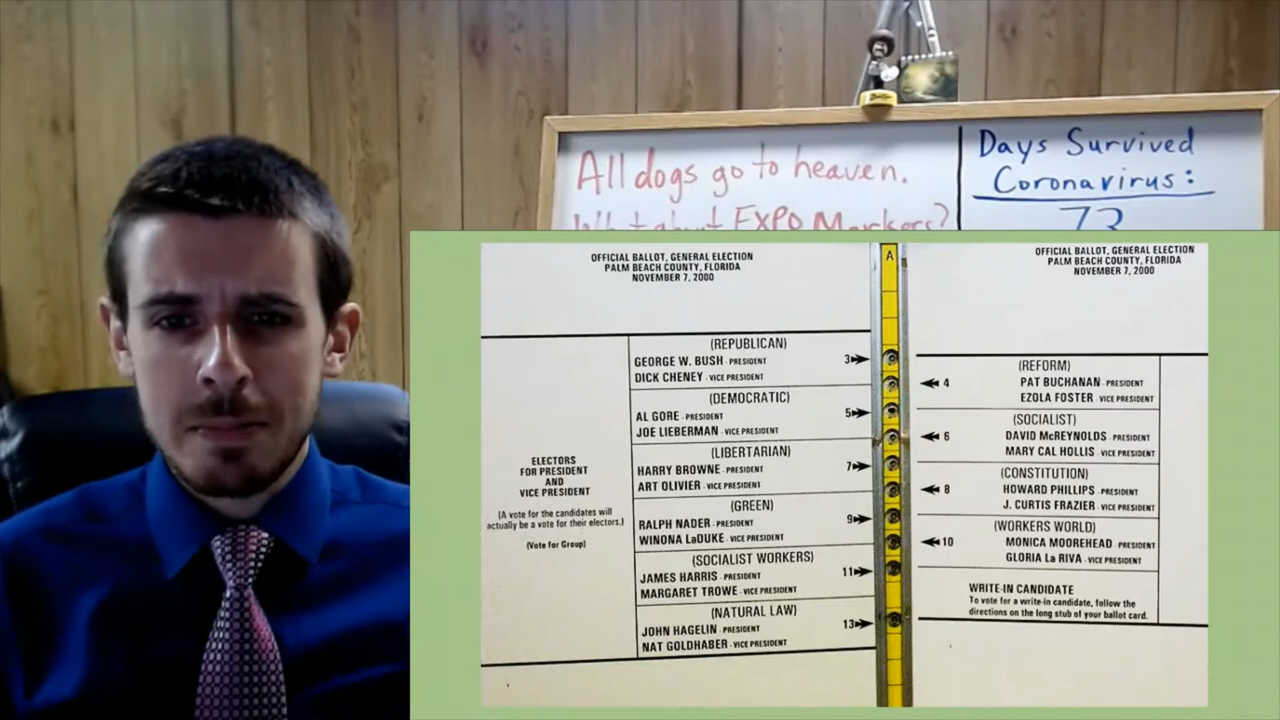 All dogs go to heaven.
What about EXPO Markers?
Days Survived
Coronavirus:
73
OFFICIAL BALLOT, GENERAL ELECTION
PALM BEACH COUNTY, FLORIDA
NOVEMBER 7, 2000
ELECTORS
FOR PRESIDENT
AND
VICE PRESIDENT
(A vote for the candidates will
actually be a vote for their electors.)
(Vote for Group)
(REPUBLICAN)
GEORGE W. BUSH - PRESIDENT
DICK CHENEY - VICE PRESIDENT
3
(DEMOCRATIC)
AL GORE - PRESIDENT
JOE LIEBERMAN - VICE PRESIDENT
5
(LIBERTARIAN)
HARRY BROWNE - PRESIDENT
ART OLIVIER - VICE PRESIDENT
7
(GREEN)
RALPH NADER - PRESIDENT
WINONA LaDUKE - VICE PRESIDENT
9
(SOCIALIST WORKERS)
JAMES HARRIS - PRESIDENT
MARGARET TROWE - VICE PRESIDENT
11
(NATURAL LAW)
JOHN HAGELIN - PRESIDENT
NAT GOLDHABER - VICE PRESIDENT
13
A
OFFICIAL BALLOT, GENERAL ELECTION
PALM BEACH COUNTY, FLORIDA
NOVEMBER 7, 2000
(REFORM)
4
PAT BUCHANAN - PRESIDENT
EZOLA FOSTER - VICE PRESIDENT
(SOCIALIST)
6
DAVID McREYNOLDS - PRESIDENT
MARY CAL HOLLIS - VICE PRESIDENT
(CONSTITUTION)
8
HOWARD PHILLIPS - PRESIDENT
J. CURTIS FRAZIER - VICE PRESIDENT
(WORKERS WORLD)
10
MONICA MOOREHEAD - PRESIDENT
GLORIA La RIVA - VICE PRESIDENT
WRITE-IN CANDIDATE
To vote for a write-in candidate, follow the
directions on the long stub of your ballot card.